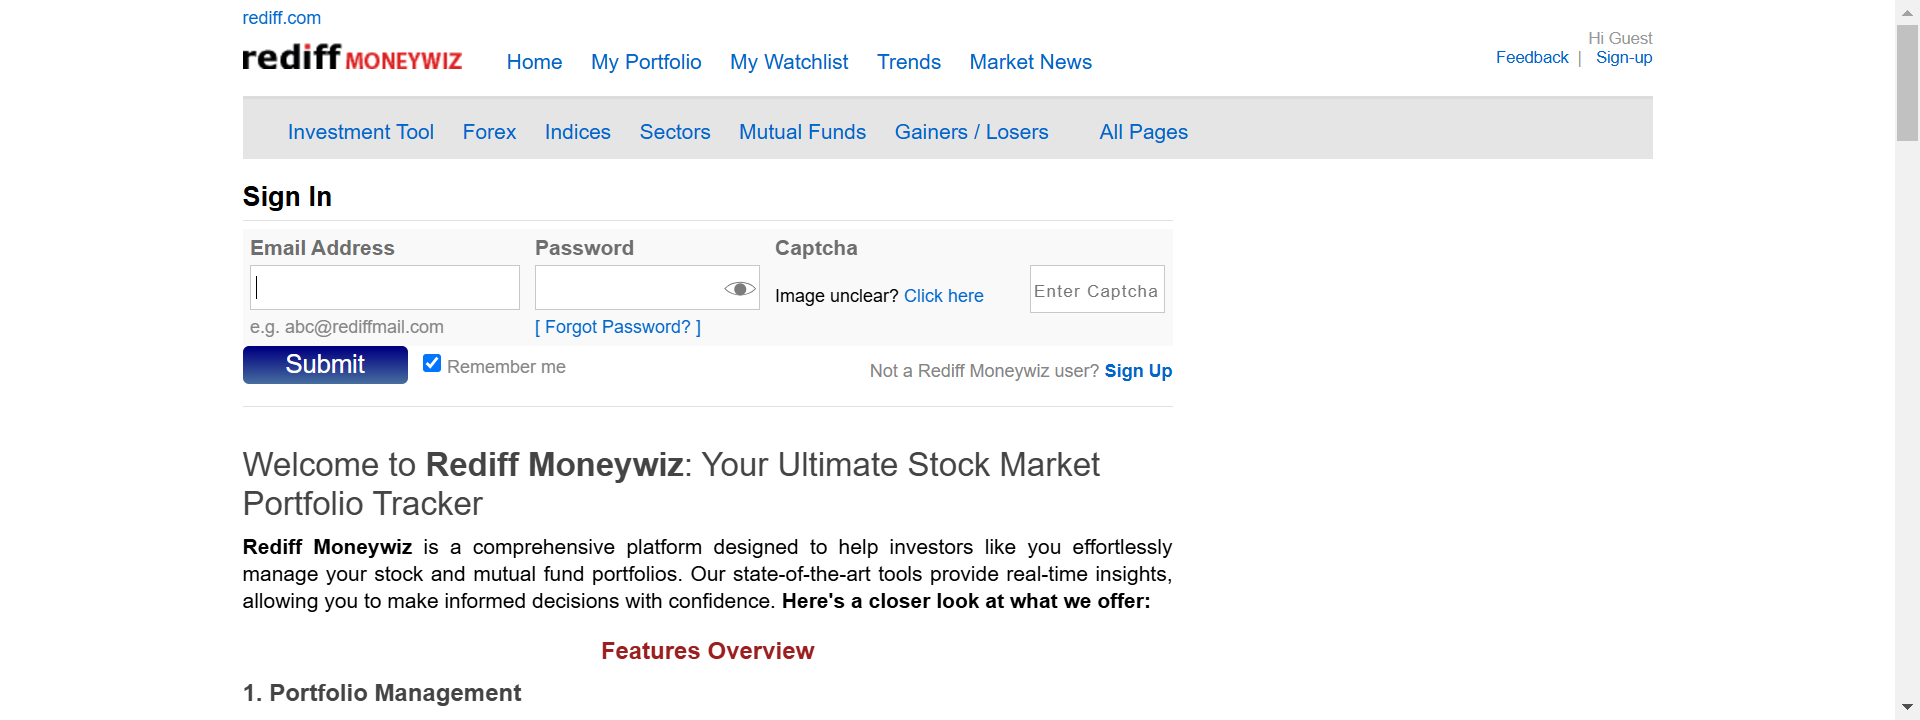 rediff.com
rediff MONEYWIZ
Home My Portfolio My Watchlist Trends Market News
Hi Guest
Feedback | Sign-up
Investment Tool Forex Indices Sectors Mutual Funds Gainers / Losers All Pages
Sign In
Email Address Password Captcha
Image unclear? Click here
Enter Captcha
e.g. abc@rediffmail.com
[ Forgot Password? ]
Submit
Remember me
Not a Rediff Moneywiz user? Sign Up
Welcome to Rediff Moneywiz: Your Ultimate Stock Market
Portfolio Tracker
Rediff Moneywiz is a comprehensive platform designed to help investors like you effortlessly
manage your stock and mutual fund portfolios. Our state-of-the-art tools provide real-time insights,
allowing you to make informed decisions with confidence. Here's a closer look at what we offer:
Features Overview
1. Portfolio Management